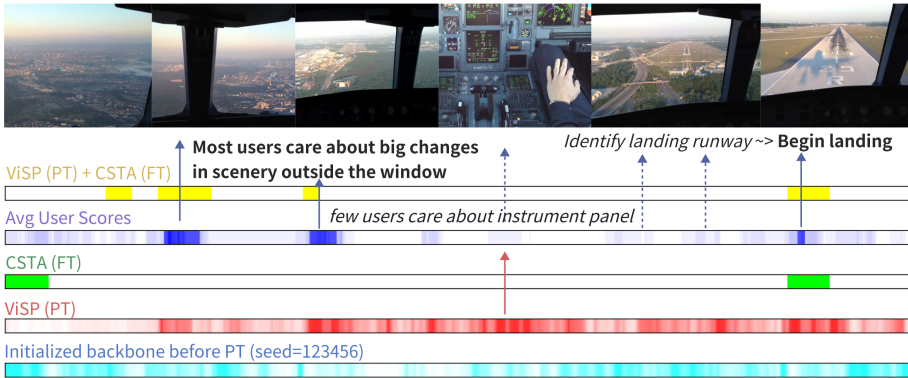 Identify landing runway ~> Begin landing
Most users care about big changes
in scenery outside the window
ViSP (PT) + CSTA (FT)
Avg User Scores
few users care about instrument panel
CSTA (FT)
ViSP (PT)
Initialized backbone before PT (seed=123456)